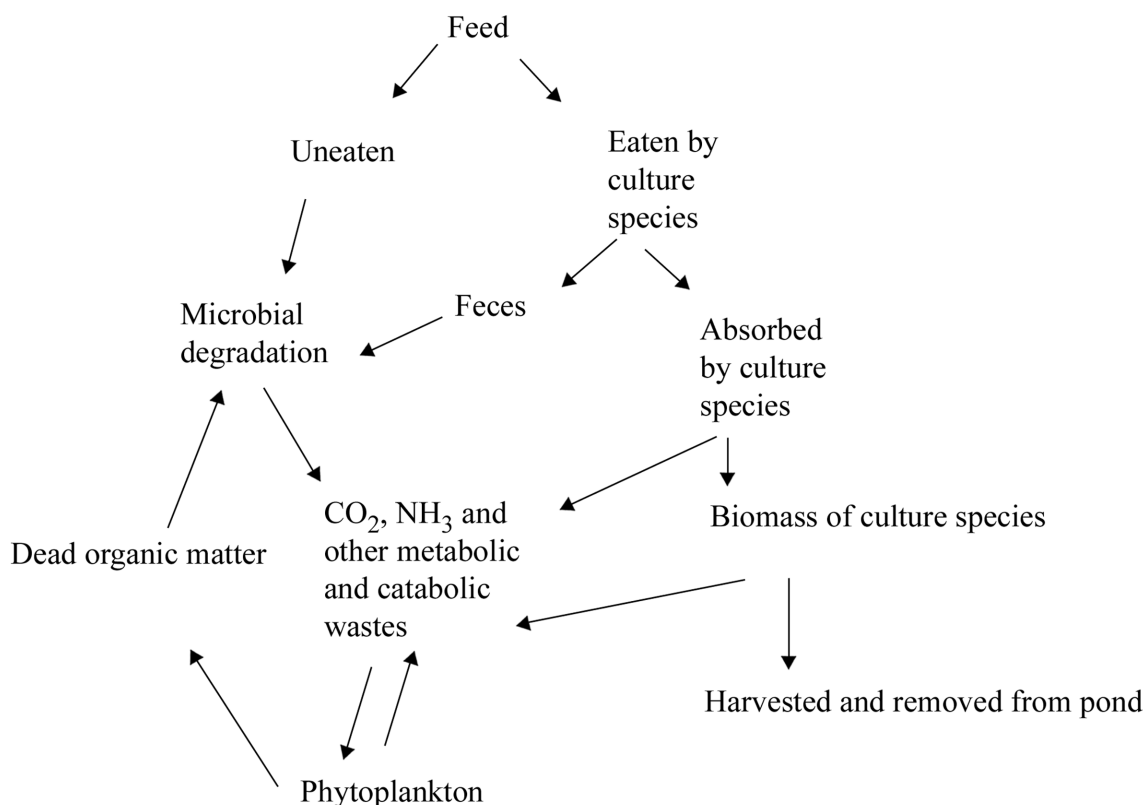 Feed
Uneaten
Eaten by
culture
species
Feces
Microbial
degradation
Absorbed
by culture
species
CO₂, NH₃ and
other metabolic
and catabolic
wastes
Biomass of culture species
Dead organic matter
Harvested and removed from pond
Phytoplankton